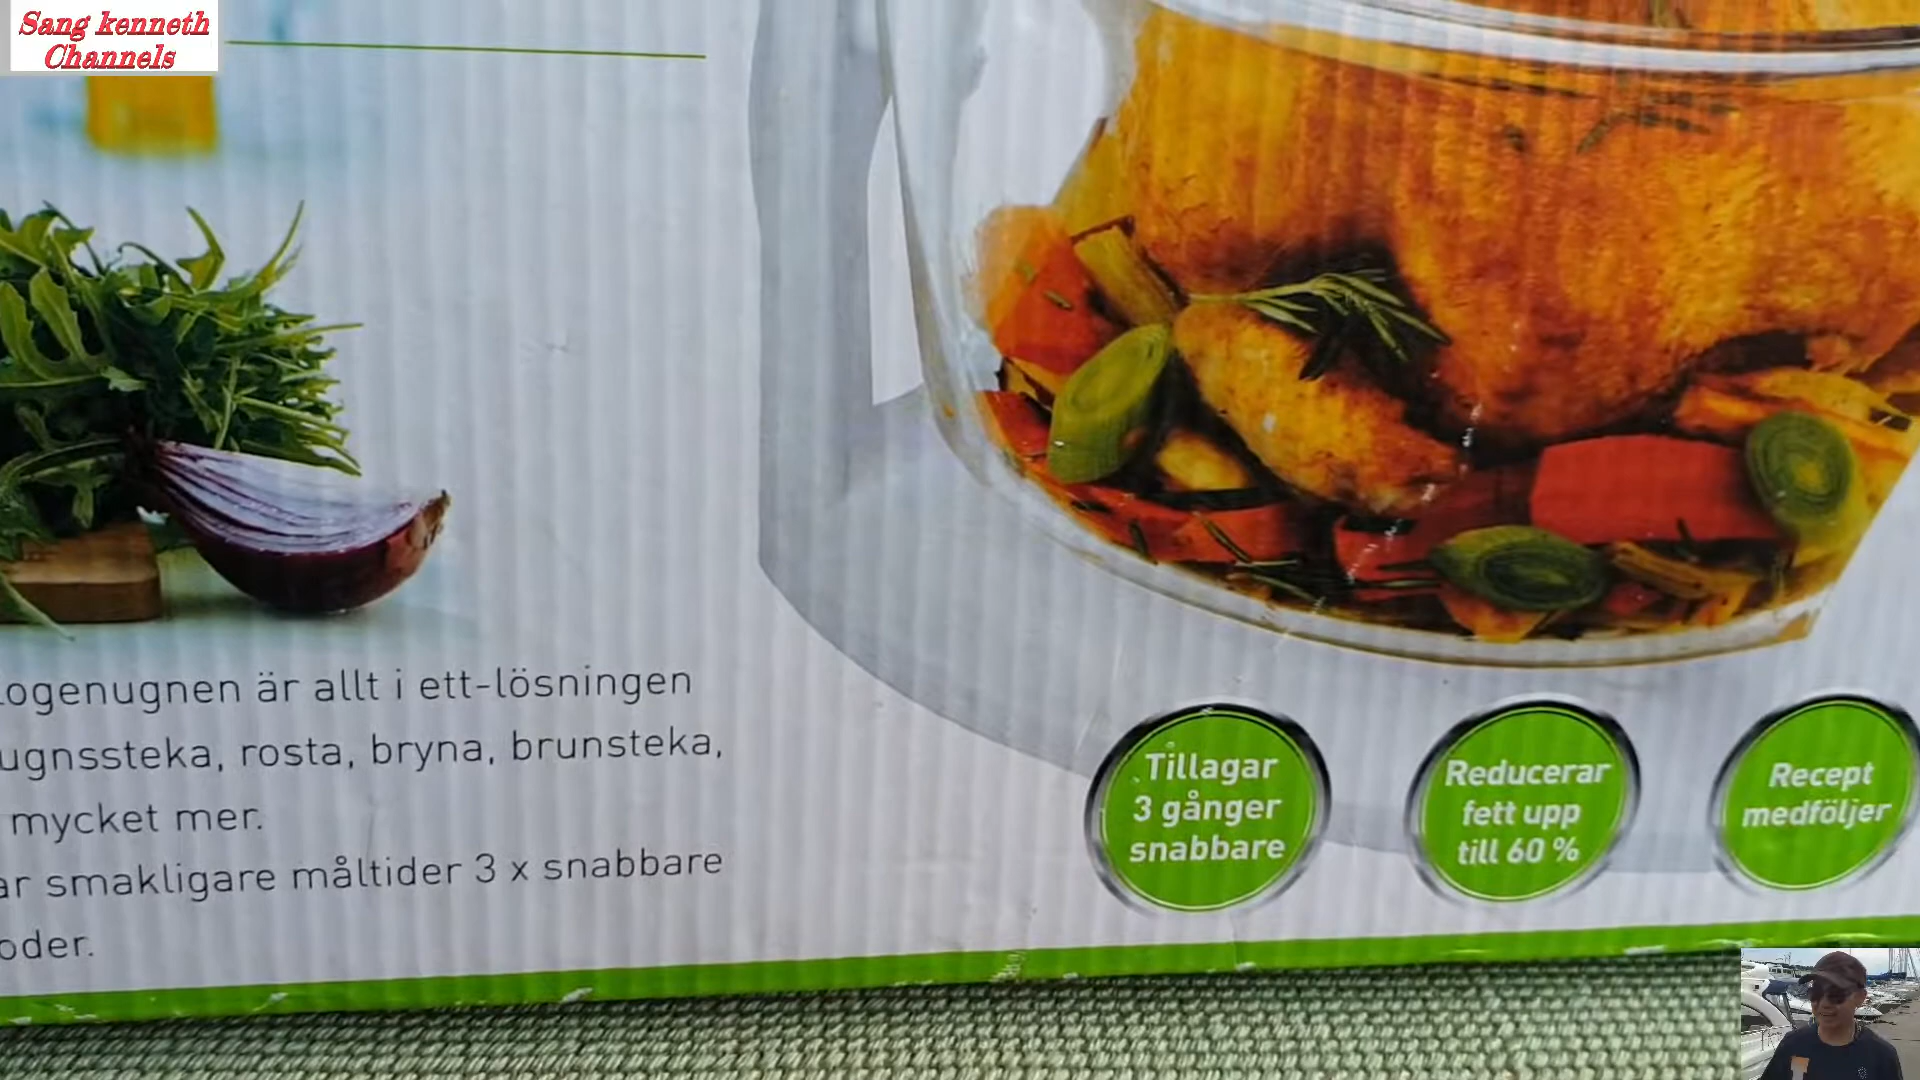 Sang kenneth
Channels
logenugnen är allt i ett-lösningen
ugnssteka, rosta, bryna, brunsteka,
mycket mer.
ar smakligare måltider 3 x snabbare
oder.
Tillagar
3 gånger
snabbare
Reducerar
fett upp
till 60 %
Recept
medföljer